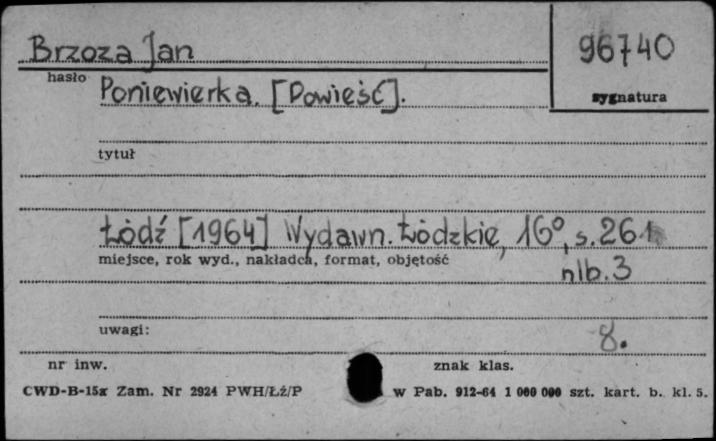 Brzoza Jan
96740
hasło
Poniewierka. [Powieść].
sygnatura
tytuł
Łódź [1964] Wydawn. Łódzkie, 16°, s. 261
miejsce, rok wyd., nakładca, format, objętość
nlb. 3
uwagi:
8.
nr inw.
znak klas.
CWD-B-15x Zam. Nr 2924 PWH/Łź/P
w Pab. 912-64 1 000 000 szt. kart. b. kl. 5.